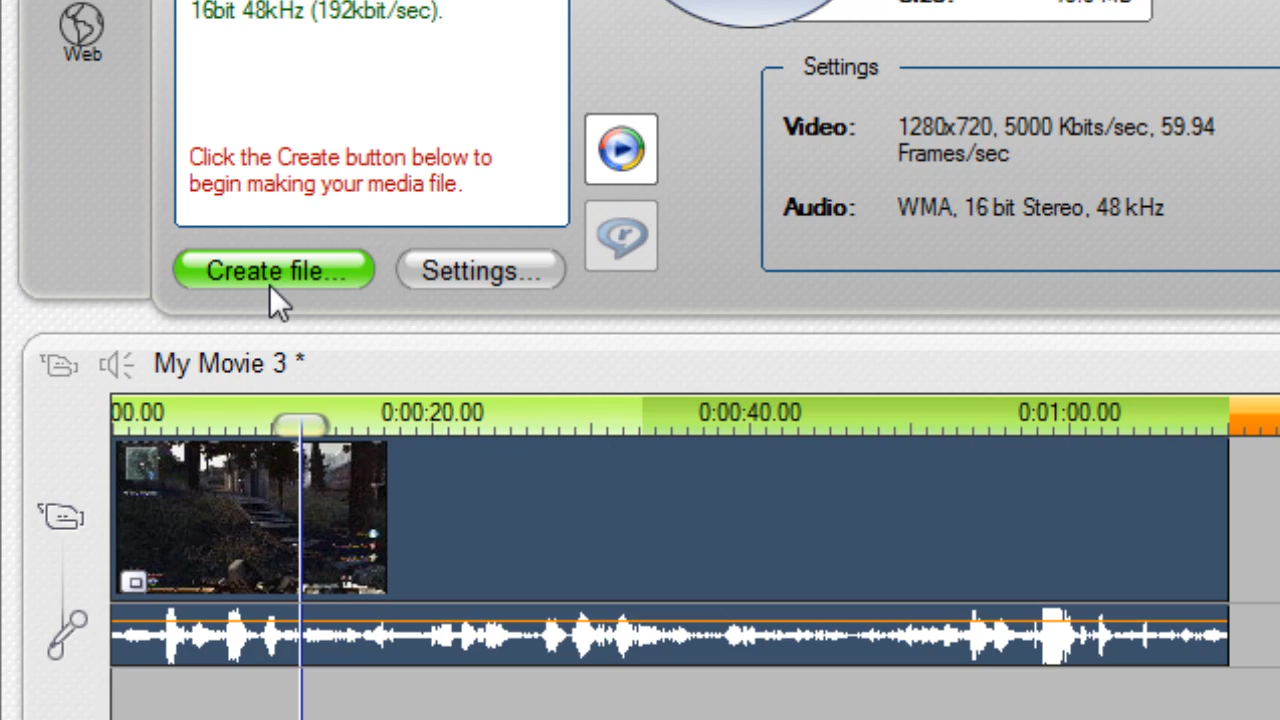 16bit 48kHz (192kbit/sec).
Web
Settings
Video: 1280x720, 5000 Kbits/sec, 59.94
Frames/sec
Click the Create button below to
begin making your media file.
Audio: WMA, 16 bit Stereo, 48 kHz
Create file... Settings...
My Movie 3 *
00.00 0:00:20.00 0:00:40.00 0:01:00.00